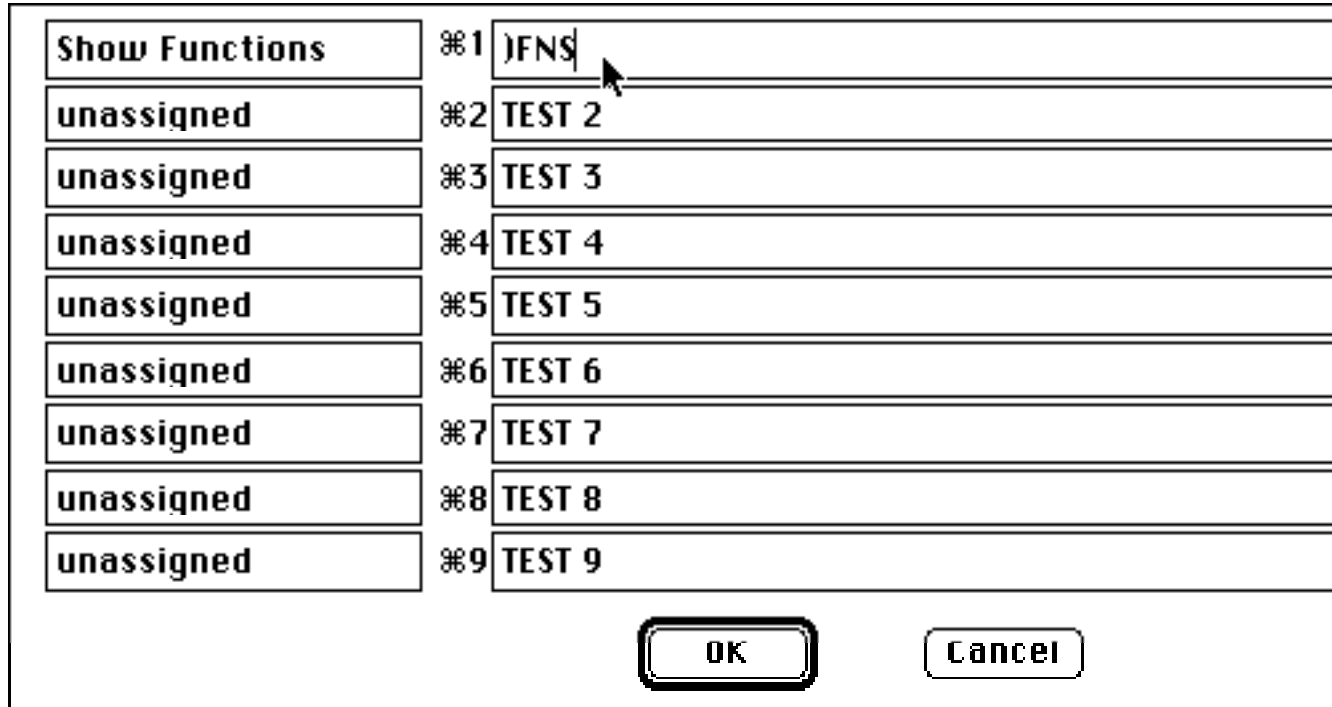 Show Functions ⌘1 )FNS
unassigned ⌘2 TEST 2
unassigned ⌘3 TEST 3
unassigned ⌘4 TEST 4
unassigned ⌘5 TEST 5
unassigned ⌘6 TEST 6
unassigned ⌘7 TEST 7
unassigned ⌘8 TEST 8
unassigned ⌘9 TEST 9
OK Cancel